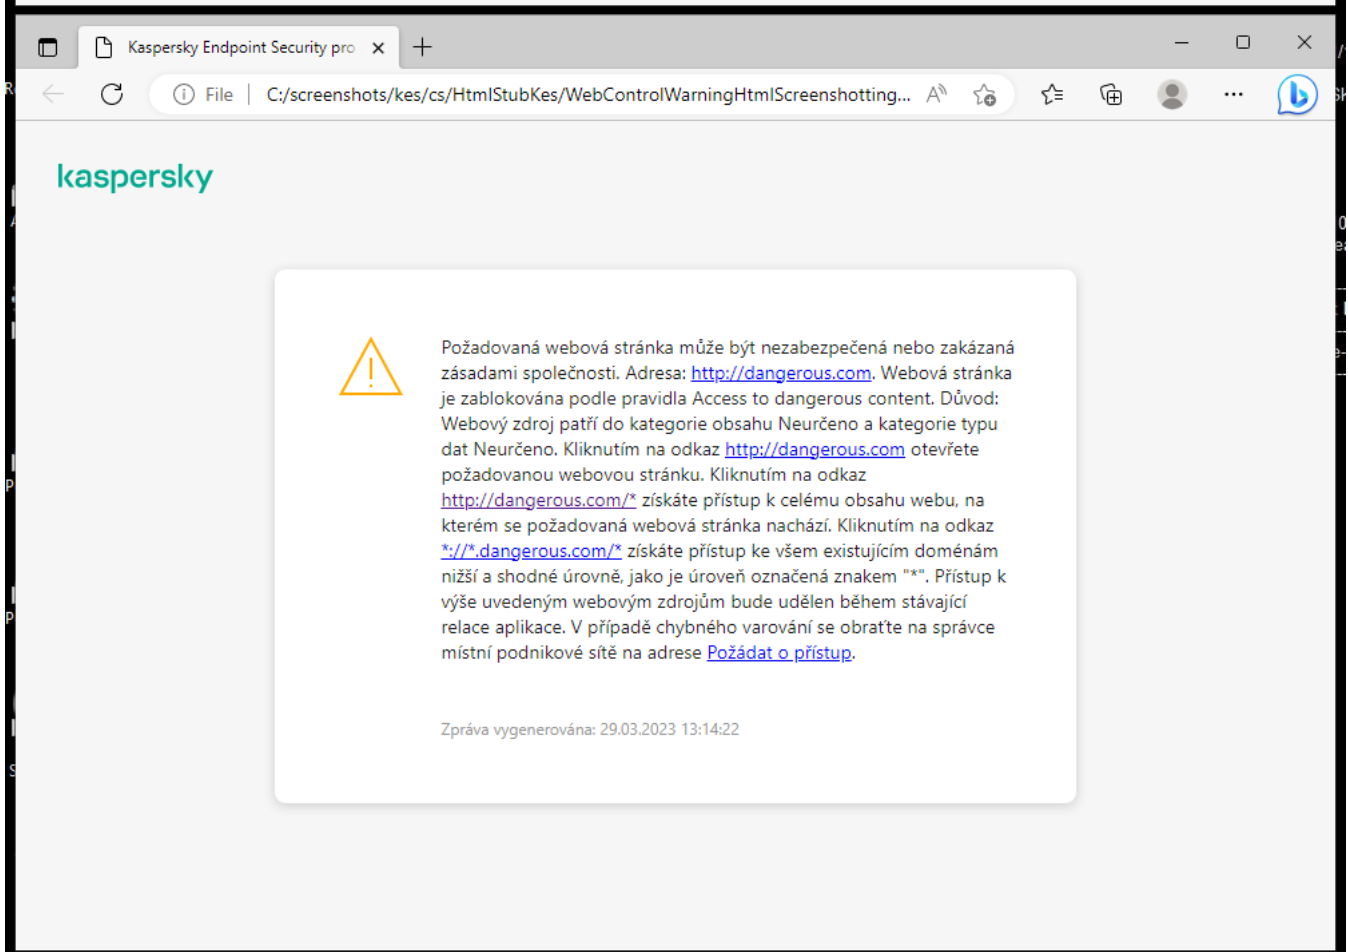 Kaspersky Endpoint Security pro
File
C:/screenshots/kes/cs/HtmlStubKes/WebControlWarningHtmlScreenshotting...
kaspersky
Požadovaná webová stránka může být nezabezpečená nebo zakázaná
zásadami společnosti. Adresa: http://dangerous.com. Webová stránka
je zablokována podle pravidla Access to dangerous content. Důvod:
Webový zdroj patří do kategorie obsahu Neurčeno a kategorie typu
dat Neurčeno. Kliknutím na odkaz http://dangerous.com otevřete
požadovanou webovou stránku. Kliknutím na odkaz
http://dangerous.com/* získáte přístup k celému obsahu webu, na
kterém se požadovaná webová stránka nachází. Kliknutím na odkaz
*://*.dangerous.com/* získáte přístup ke všem existujícím doménám
nižší a shodné úrovně, jako je úroveň označená znakem "*". Přístup k
výše uvedeným webovým zdrojům bude udělen během stávající
relace aplikace. V případě chybného varování se obraťte na správce
místní podnikové sítě na adrese Požádat o přístup.
Zpráva vygenerována: 29.03.2023 13:14:22